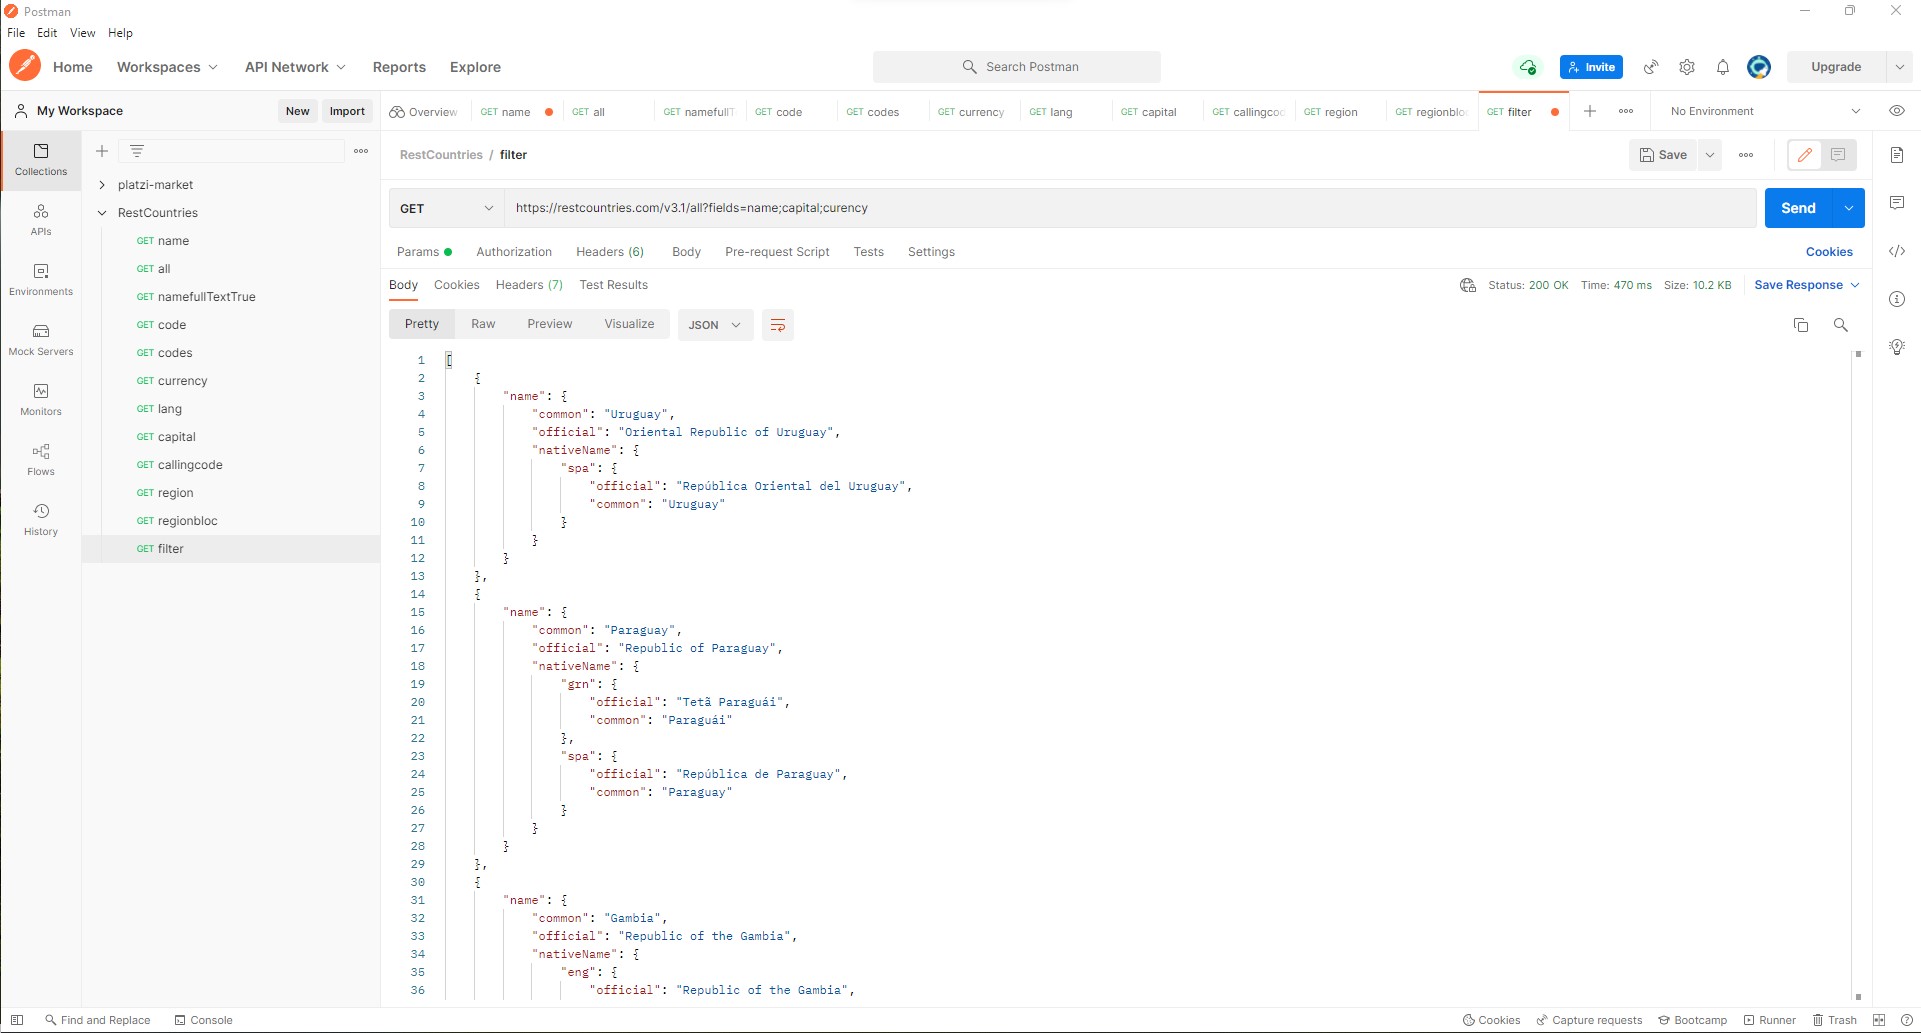 Postman
File Edit View Help
Home Workspaces API Network Reports Explore
Search Postman
Invite
Upgrade
My Workspace
New Import
Overview GET name GET all GET namefullT GET code GET codes GET currency GET lang GET capital GET callingcod GET region GET regionbloc GET filter
No Environment
Collections
APIs
Environments
Mock Servers
Monitors
Flows
History
platzi-market
RestCountries
GET name
GET all
GET namefullTextTrue
GET code
GET codes
GET currency
GET lang
GET capital
GET callingcode
GET region
GET regionbloc
GET filter
RestCountries / filter
Save
GET https://restcountries.com/v3.1/all?fields=name;capital;curency
Send
Params Authorization Headers (6) Body Pre-request Script Tests Settings
Cookies
Body Cookies Headers (7) Test Results
Status: 200 OK Time: 470 ms Size: 10.2 KB Save Response
Pretty Raw Preview Visualize JSON
1 [
2 {
3 "name": {
4 "common": "Uruguay",
5 "official": "Oriental Republic of Uruguay",
6 "nativeName": {
7 "spa": {
8 "official": "República Oriental del Uruguay",
9 "common": "Uruguay"
10 }
11 }
12 }
13 },
14 {
15 "name": {
16 "common": "Paraguay",
17 "official": "Republic of Paraguay",
18 "nativeName": {
19 "grn": {
20 "official": "Tetã Paraguái",
21 "common": "Paraguái"
22 },
23 "spa": {
24 "official": "República de Paraguay",
25 "common": "Paraguay"
26 }
27 }
28 }
29 },
30 {
31 "name": {
32 "common": "Gambia",
33 "official": "Republic of the Gambia",
34 "nativeName": {
35 "eng": {
36 "official": "Republic of the Gambia",
Find and Replace Console
Cookies Capture requests Bootcamp Runner Trash